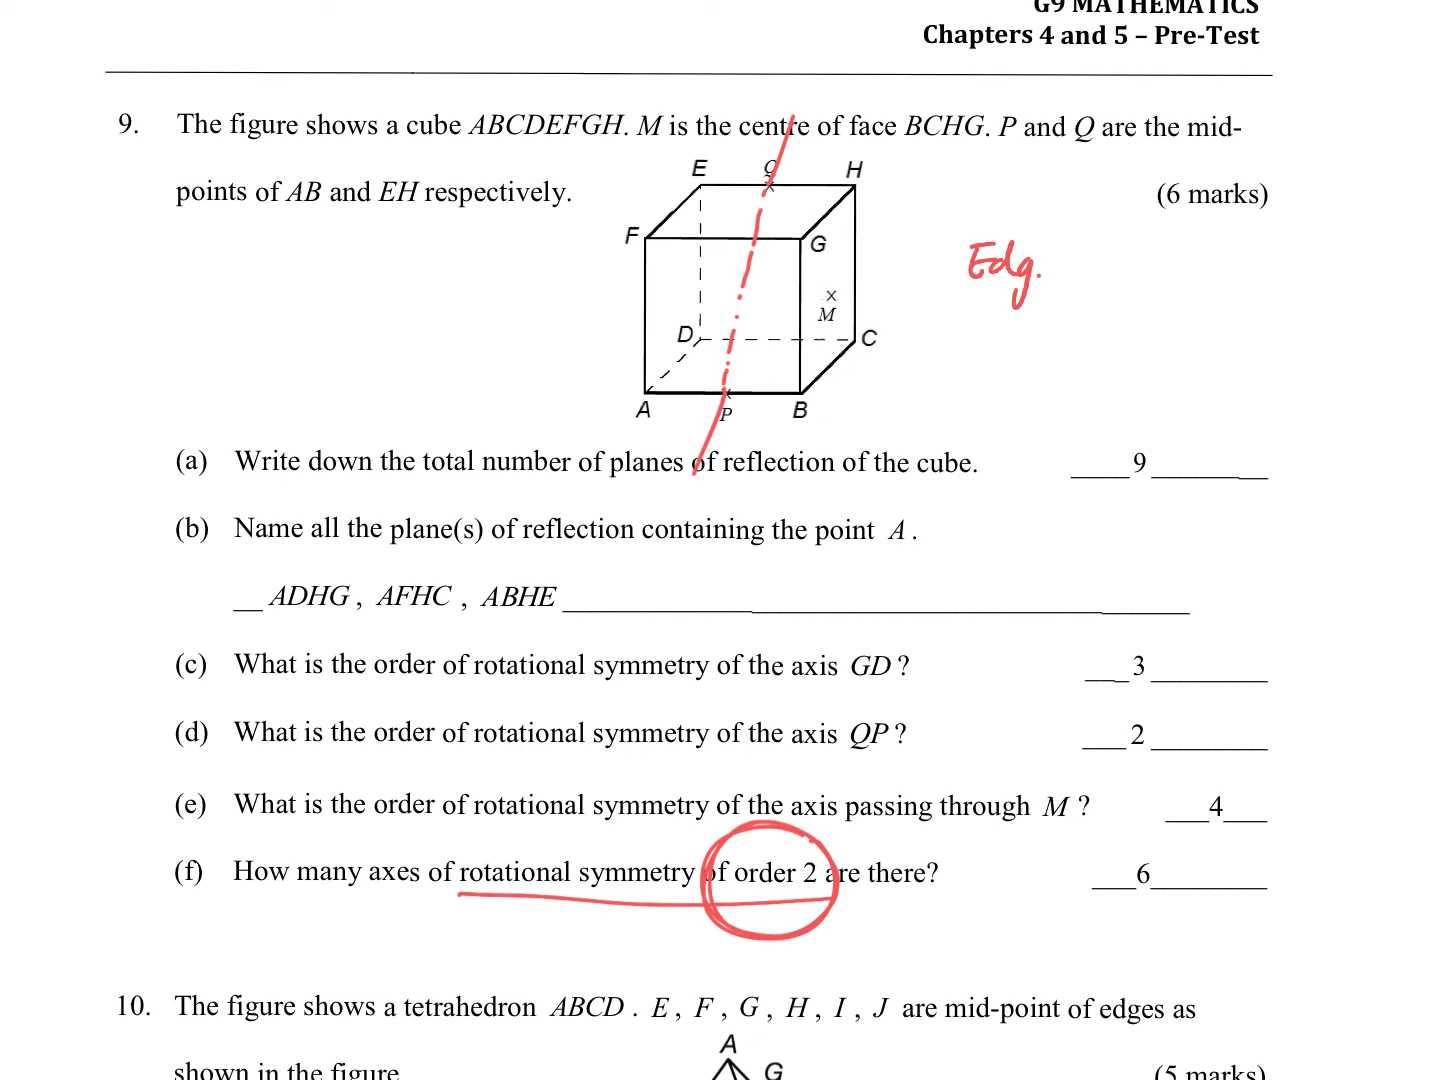 G9 MATHEMATICS
Chapters 4 and 5 – Pre-Test
9. The figure shows a cube ABCDEFGH. M is the centre of face BCHG. P and Q are the mid-
points of AB and EH respectively. (6 marks)
E Q H
F G
Edg.
M
D C
A P B
(a) Write down the total number of planes of reflection of the cube. 9
(b) Name all the plane(s) of reflection containing the point A .
ADHG , AFHC , ABHE
(c) What is the order of rotational symmetry of the axis GD ? 3
(d) What is the order of rotational symmetry of the axis QP ? 2
(e) What is the order of rotational symmetry of the axis passing through M ? 4
(f) How many axes of rotational symmetry of order 2 are there? 6
10. The figure shows a tetrahedron ABCD . E , F , G , H , I , J are mid-point of edges as
shown in the figure (5 marks)
A
G